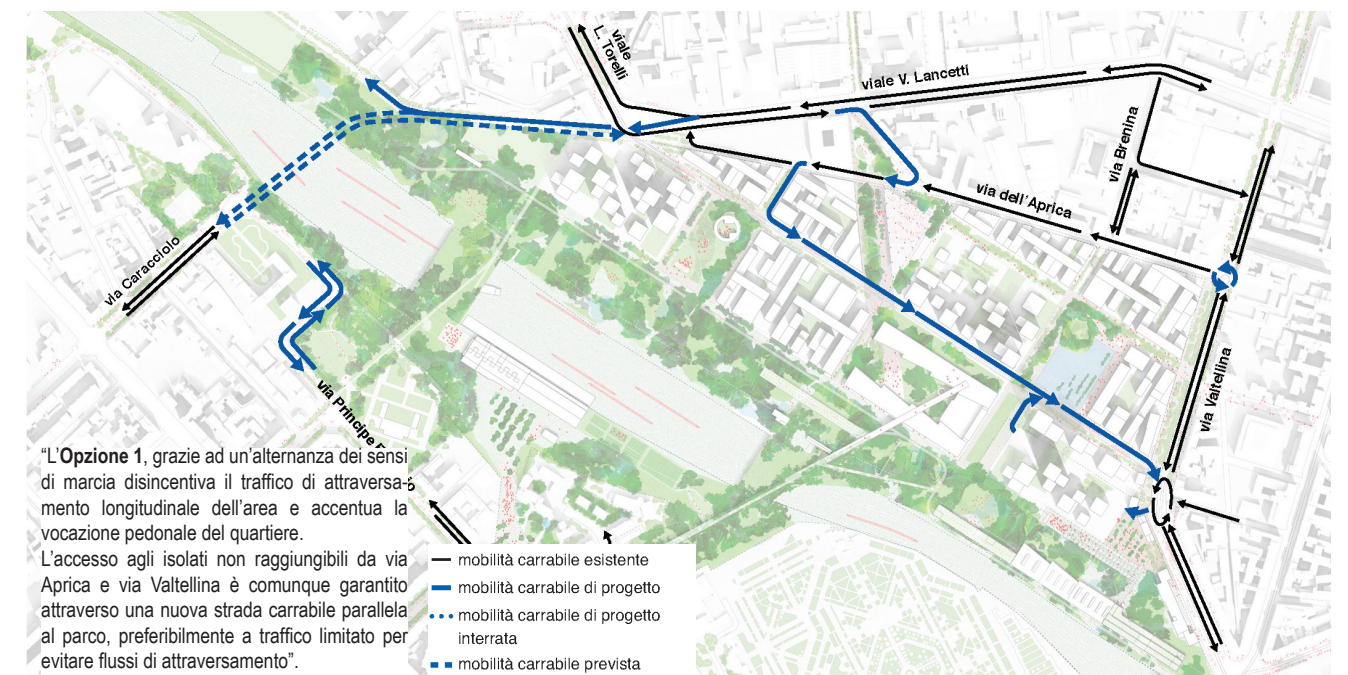 viale
L. Torelli
viale V. Lancetti
via Brenina
via dell'Aprica
via Caracciolo
via Valtellina
via Principe
“L’Opzione 1, grazie ad un’alternanza dei sensi
di marcia disincentiva il traffico di attraversa-
mento longitudinale dell’area e accentua la
vocazione pedonale del quartiere.
L’accesso agli isolati non raggiungibili da via
Aprica e via Valtellina è comunque garantito
attraverso una nuova strada carrabile parallela
al parco, preferibilmente a traffico limitato per
evitare flussi di attraversamento”.
mobilità carrabile esistente
mobilità carrabile di progetto
mobilità carrabile di progetto
interrata
mobilità carrabile prevista